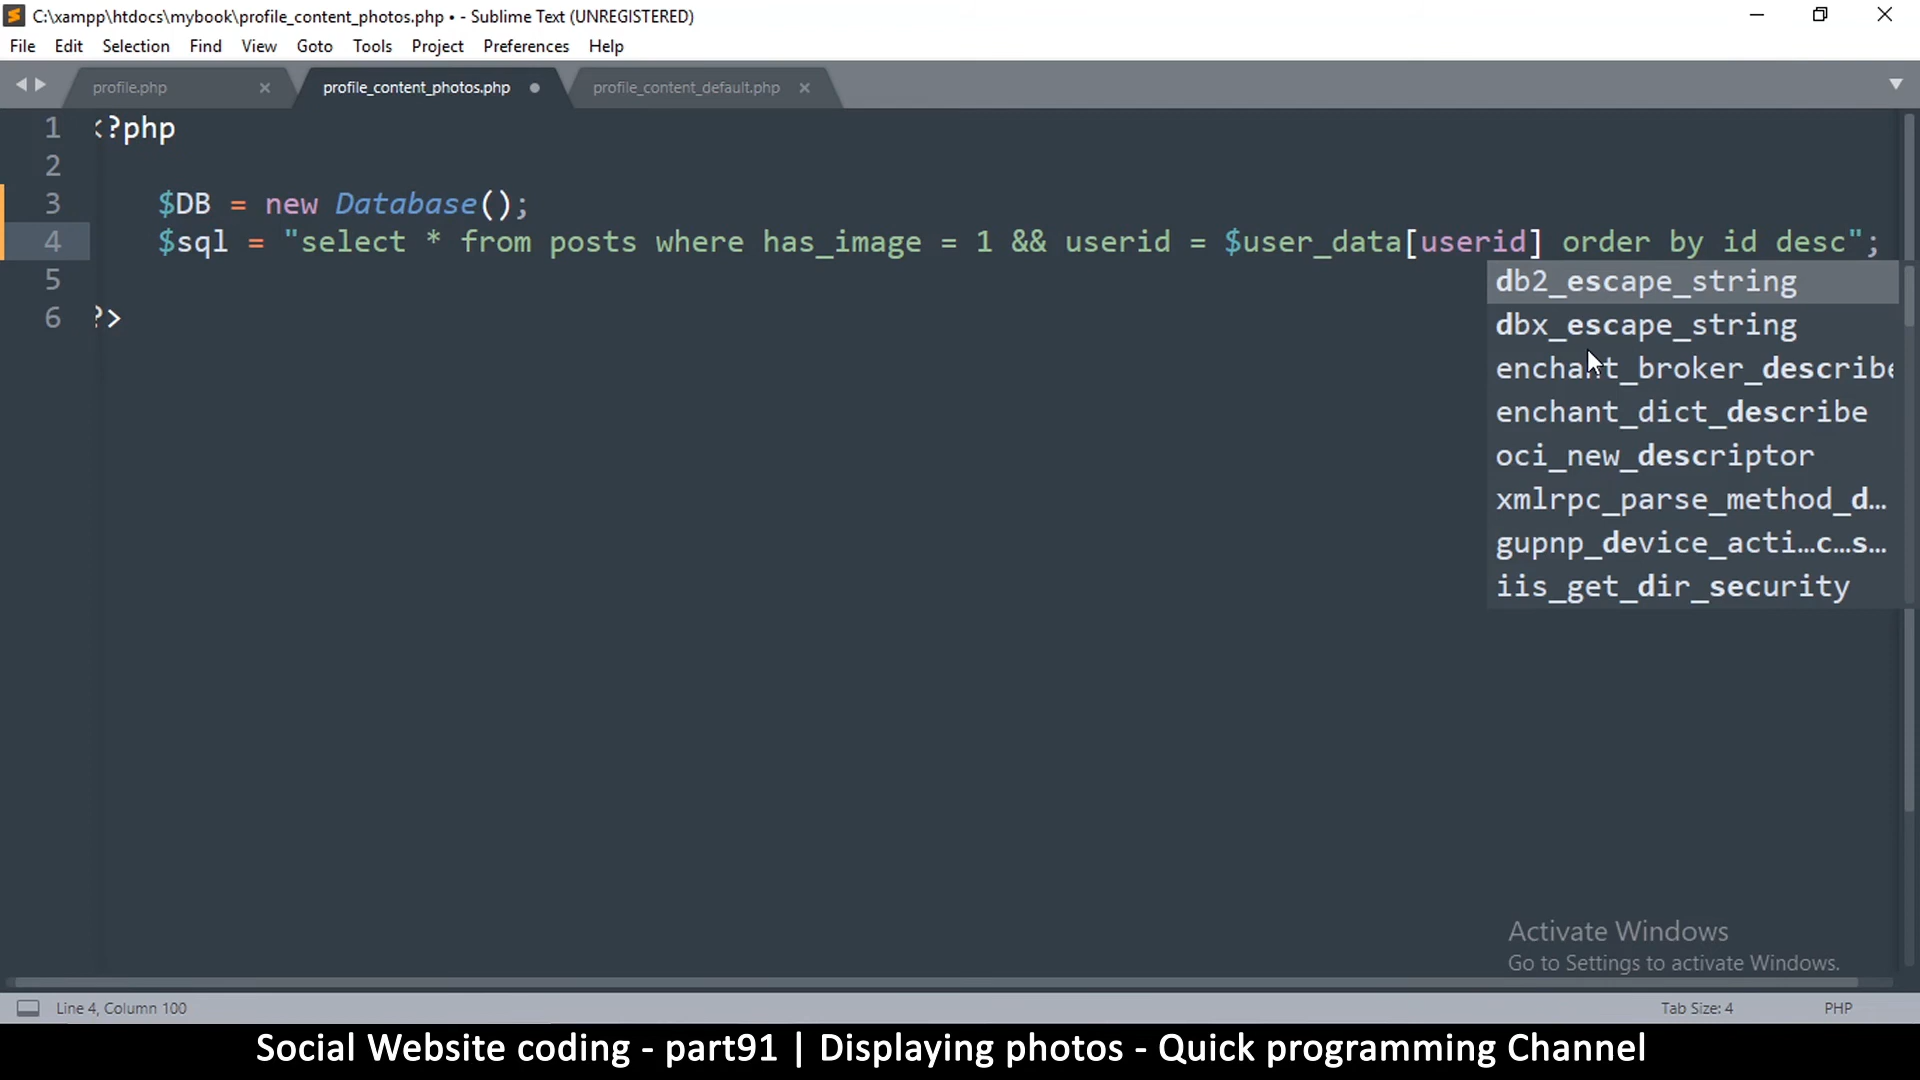 C:\xampp\htdocs\mybook\profile_content_photos.php • - Sublime Text (UNREGISTERED)
File Edit Selection Find View Goto Tools Project Preferences Help
profile.php profile_content_photos.php profile_content_default.php
1 <?php
2
3 $DB = new Database();
4 $sql = "select * from posts where has_image = 1 && userid = $user_data[userid] order by id desc";
5
6 ?>
db2_escape_string
dbx_escape_string
enchant_broker_describe
enchant_dict_describe
oci_new_descriptor
xmlrpc_parse_method_d…
gupnp_device_acti…c…s…
iis_get_dir_security
Activate Windows
Go to Settings to activate Windows.
Line 4, Column 100 Tab Size: 4 PHP
Social Website coding - part91 | Displaying photos - Quick programming Channel